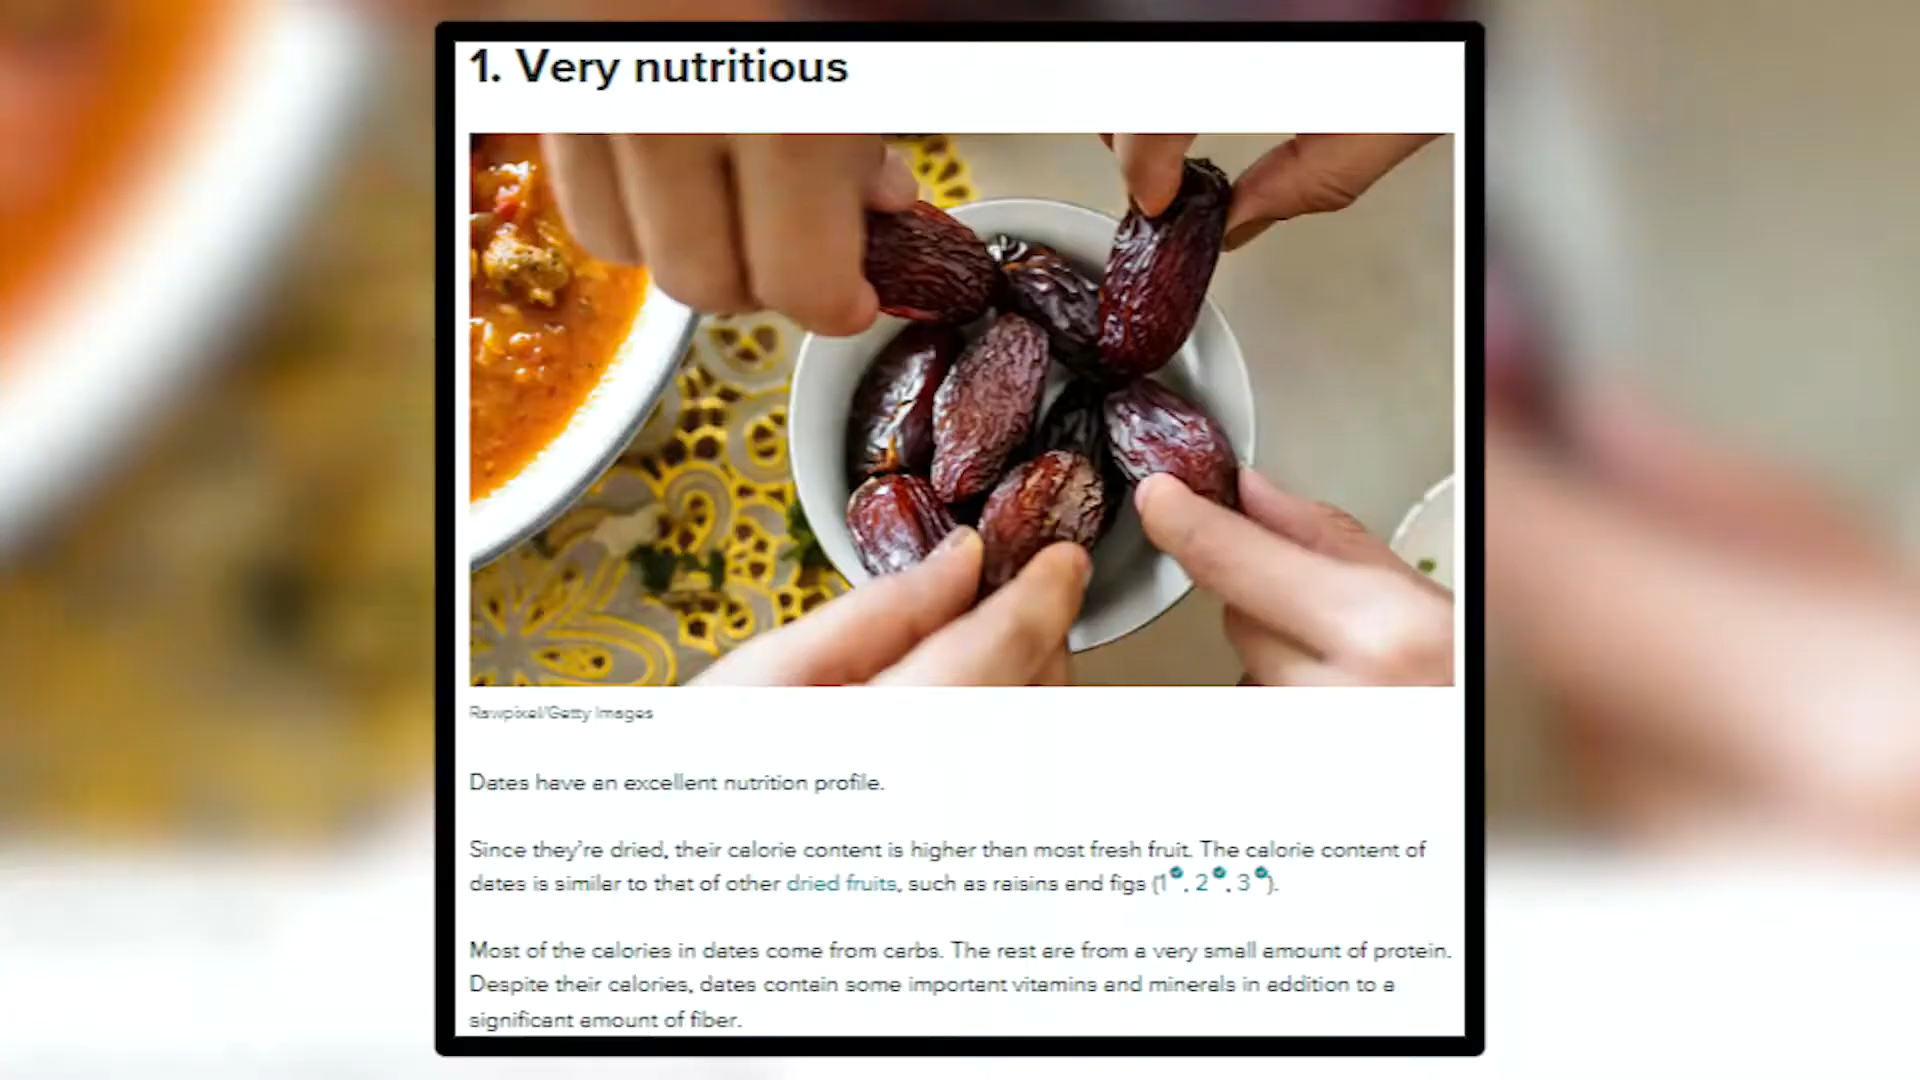 1. Very nutritious
Rawpixel/Getty Images
Dates have an excellent nutrition profile.
Since they're dried, their calorie content is higher than most fresh fruit. The calorie content of
dates is similar to that of other dried fruits, such as raisins and figs (1, 2, 3).
Most of the calories in dates come from carbs. The rest are from a very small amount of protein.
Despite their calories, dates contain some important vitamins and minerals in addition to a
significant amount of fiber.